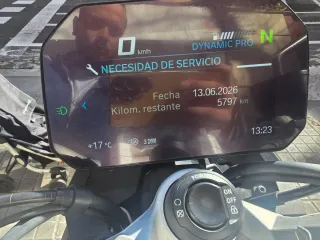 0 km/h
DYNAMIC PRO N
NECESIDAD DE SERVICIO
Fecha 13.06.2026
Kilom. restante 5797 km
+17 °C
13:23
ON
OFF